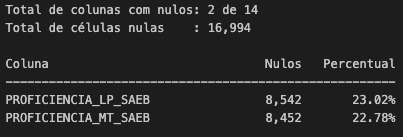 Total de colunas com nulos: 2 de 14
Total de células nulas    : 16,994
Coluna                              Nulos   Percentual
------------------------------------------------------
PROFICIENCIA_LP_SAEB                8,542       23.02%
PROFICIENCIA_MT_SAEB                8,452       22.78%